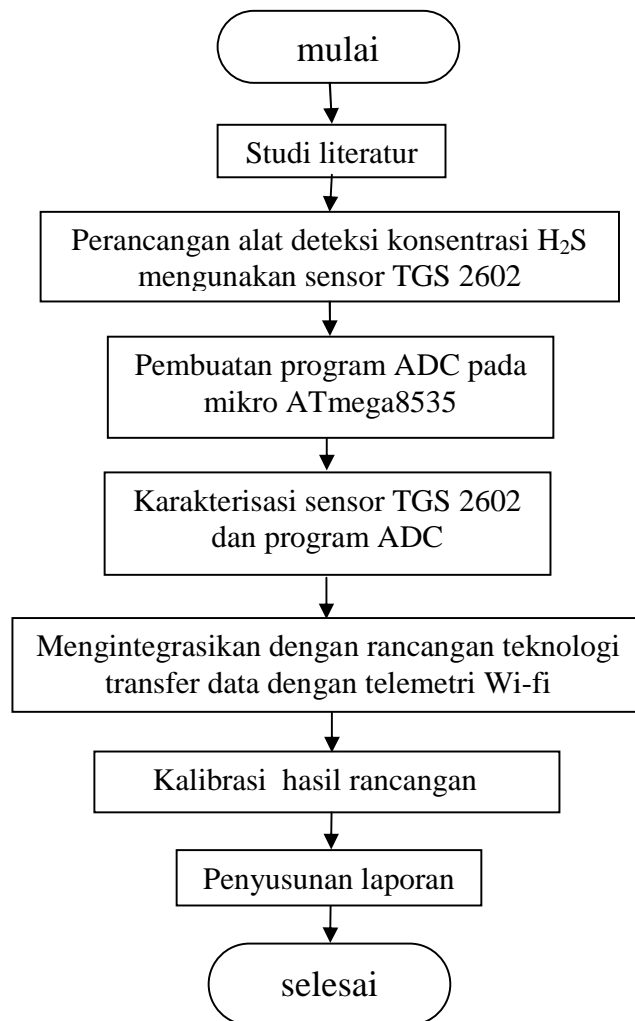 mulai
Studi literatur
Perancangan alat deteksi konsentrasi H₂S
mengunakan sensor TGS 2602
Pembuatan program ADC pada
mikro ATmega8535
Karakterisasi sensor TGS 2602
dan program ADC
Mengintegrasikan dengan rancangan teknologi
transfer data dengan telemetri Wi-fi
Kalibrasi hasil rancangan
Penyusunan laporan
selesai